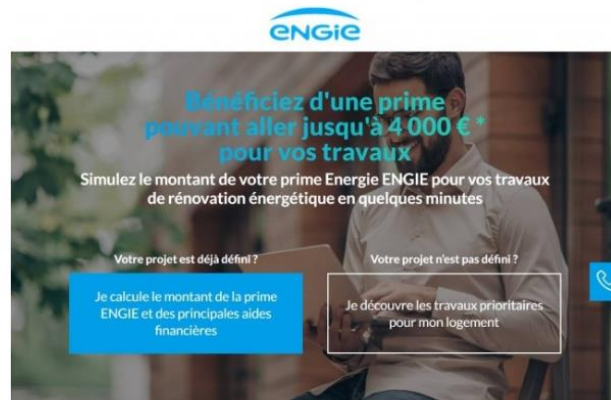 ENGIE
Bénéficiez d'une prime
pouvant aller jusqu'à 4 000 € *
pour vos travaux
Simulez le montant de votre prime Energie ENGIE pour vos travaux
de rénovation énergétique en quelques minutes
Votre projet est déjà défini ?
Je calcule le montant de la prime
ENGIE et des principales aides
financières
Votre projet n'est pas défini ?
Je découvre les travaux prioritaires
pour mon logement